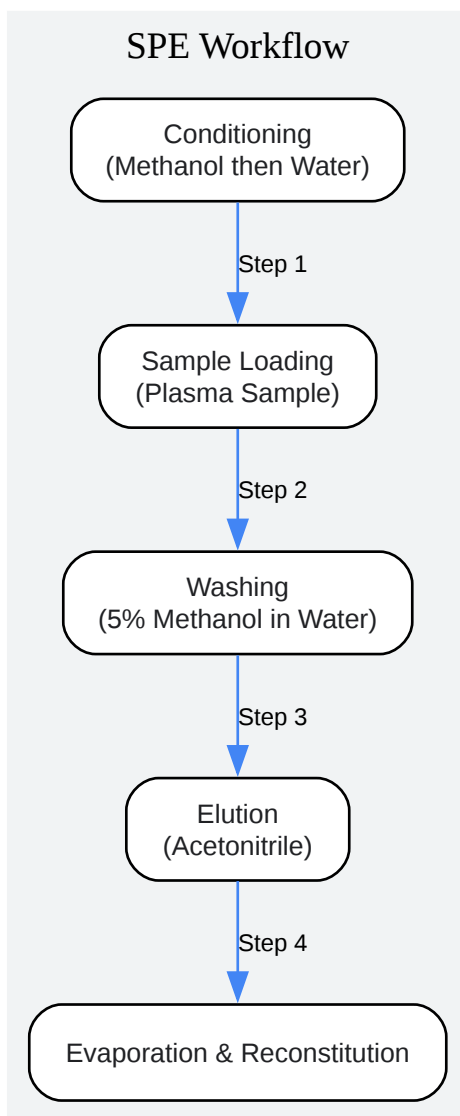 SPE Workflow
Conditioning
(Methanol then Water)
Step 1
Sample Loading
(Plasma Sample)
Step 2
Washing
(5% Methanol in Water)
Step 3
Elution
(Acetonitrile)
Step 4
Evaporation & Reconstitution